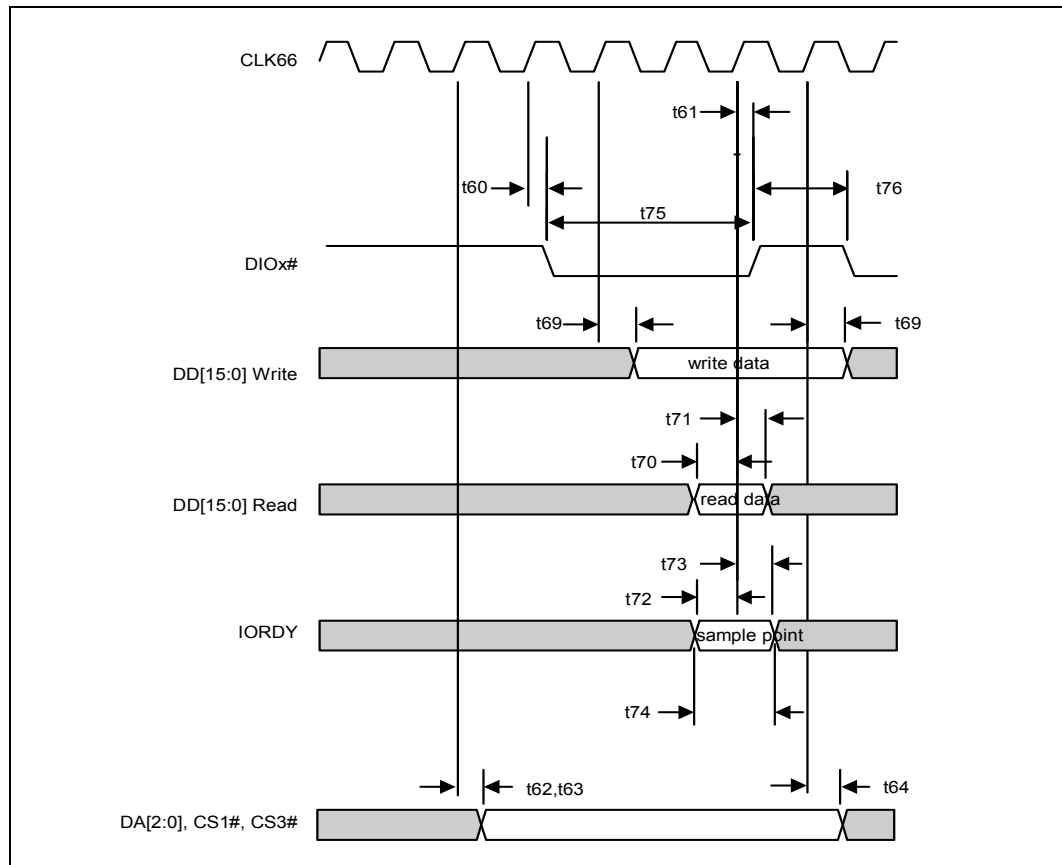 CLK66
t61
t60
t76
t75
DIOx#
t69
t69
DD[15:0] Write
write data
t71
t70
DD[15:0] Read
read data
t73
t72
IORDY
sample point
t74
t62,t63
t64
DA[2:0], CS1#, CS3#